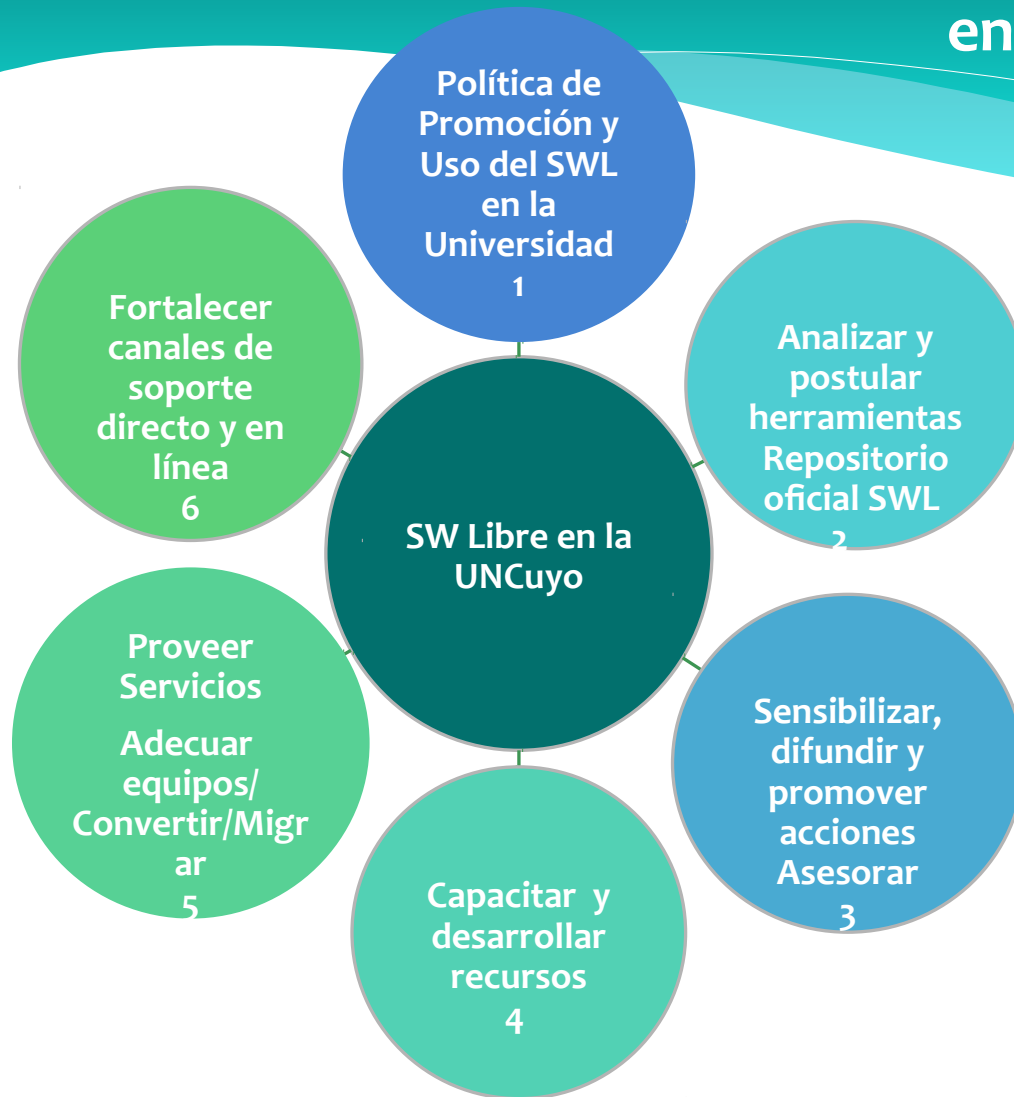 en
Política de
Promoción y
Uso del SWL
en la
Universidad
1
Analizar y
postular
herramientas
Repositorio
oficial SWL
2
Sensibilizar,
difundir y
promover
acciones
Asesorar
3
Capacitar y
desarrollar
recursos
4
Proveer
Servicios
Adecuar
equipos/
Convertir/Migr
ar
5
Fortalecer
canales de
soporte
directo y en
línea
6
SW Libre en la
UNCuyo